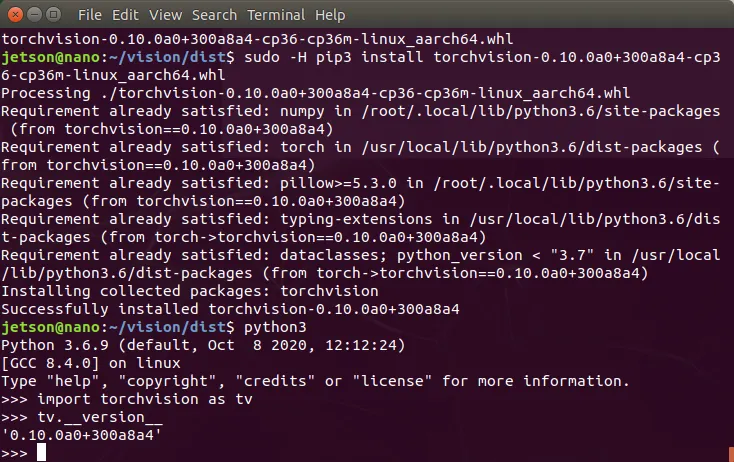 File Edit View Search Terminal Help
torchvision-0.10.0a0+300a8a4-cp36-cp36m-linux_aarch64.whl
jetson@nano:~/vision/dist$ sudo -H pip3 install torchvision-0.10.0a0+300a8a4-cp3
6-cp36m-linux_aarch64.whl
Processing ./torchvision-0.10.0a0+300a8a4-cp36-cp36m-linux_aarch64.whl
Requirement already satisfied: numpy in /root/.local/lib/python3.6/site-packages
 (from torchvision==0.10.0a0+300a8a4)
Requirement already satisfied: torch in /usr/local/lib/python3.6/dist-packages (
from torchvision==0.10.0a0+300a8a4)
Requirement already satisfied: pillow>=5.3.0 in /root/.local/lib/python3.6/site-
packages (from torchvision==0.10.0a0+300a8a4)
Requirement already satisfied: typing-extensions in /usr/local/lib/python3.6/dis
t-packages (from torch->torchvision==0.10.0a0+300a8a4)
Requirement already satisfied: dataclasses; python_version < "3.7" in /usr/local
/lib/python3.6/dist-packages (from torch->torchvision==0.10.0a0+300a8a4)
Installing collected packages: torchvision
Successfully installed torchvision-0.10.0a0+300a8a4
jetson@nano:~/vision/dist$ python3
Python 3.6.9 (default, Oct  8 2020, 12:12:24)
[GCC 8.4.0] on linux
Type "help", "copyright", "credits" or "license" for more information.
>>> import torchvision as tv
>>> tv.__version__
'0.10.0a0+300a8a4'
>>>